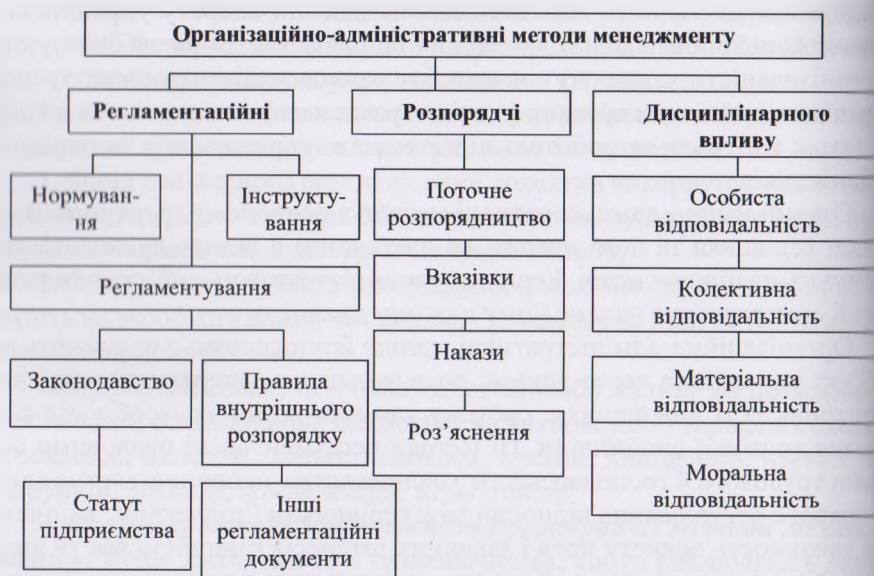 Організаційно-адміністративні методи менеджменту
Регламентаційні
Розпорядчі
Дисциплінарного
впливу
Нормуван-
ня
Інструкту-
вання
Регламентування
Законодавство
Правила
внутрішнього
розпорядку
Статут
підприємства
Інші
регламентаційні
документи
Поточне
розпорядництво
Вказівки
Накази
Роз’яснення
Особиста
відповідальність
Колективна
відповідальність
Матеріальна
відповідальність
Моральна
відповідальність